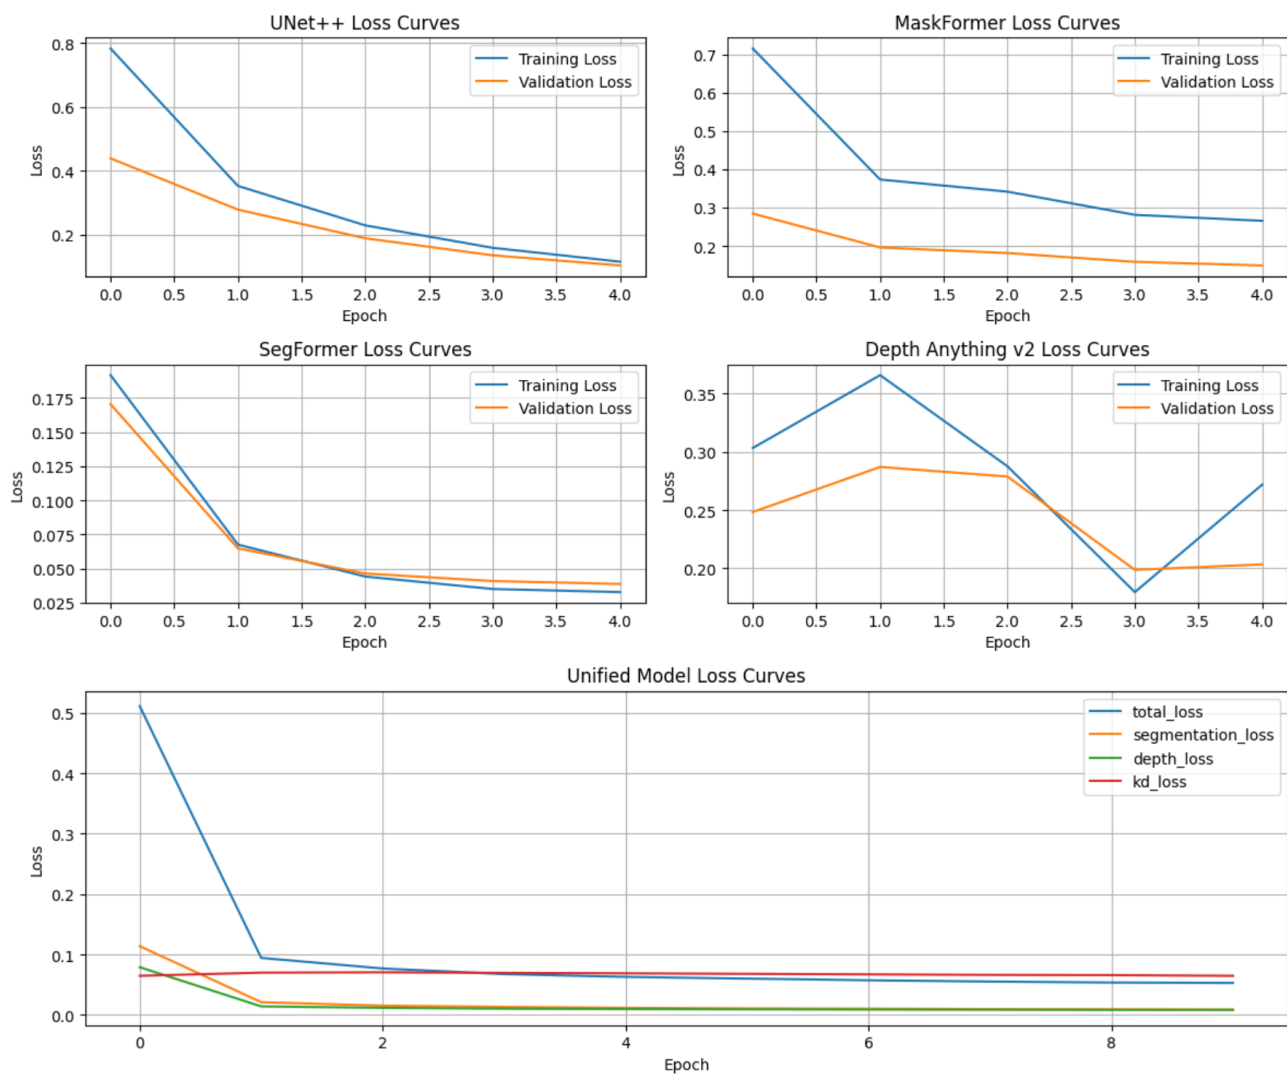 UNet++ Loss Curves
0.8
0.6
0.4
0.2
Loss
Training Loss
Validation Loss
0.0 0.5 1.0 1.5 2.0 2.5 3.0 3.5 4.0
Epoch
MaskFormer Loss Curves
0.7
0.6
0.5
0.4
0.3
0.2
Loss
Training Loss
Validation Loss
0.0 0.5 1.0 1.5 2.0 2.5 3.0 3.5 4.0
Epoch
SegFormer Loss Curves
0.175
0.150
0.125
0.100
0.075
0.050
0.025
Loss
Training Loss
Validation Loss
0.0 0.5 1.0 1.5 2.0 2.5 3.0 3.5 4.0
Epoch
Depth Anything v2 Loss Curves
0.35
0.30
0.25
0.20
Loss
Training Loss
Validation Loss
0.0 0.5 1.0 1.5 2.0 2.5 3.0 3.5 4.0
Epoch
Unified Model Loss Curves
0.5
0.4
0.3
0.2
0.1
0.0
Loss
total_loss
segmentation_loss
depth_loss
kd_loss
0 2 4 6 8
Epoch